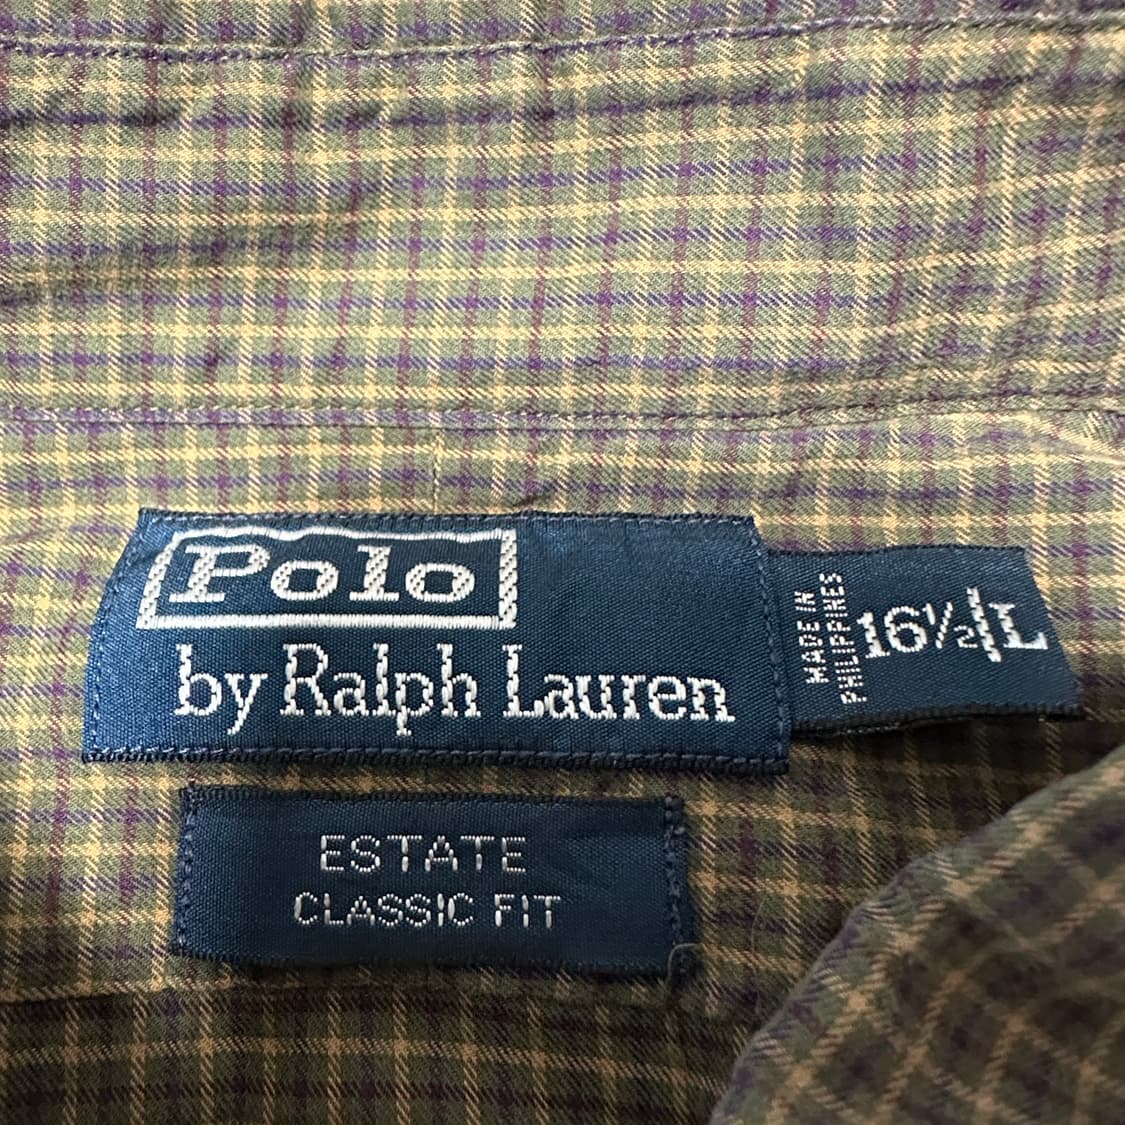 Polo
by Ralph Lauren
MADE IN
PHILIPPINES
16½ L
ESTATE
CLASSIC FIT